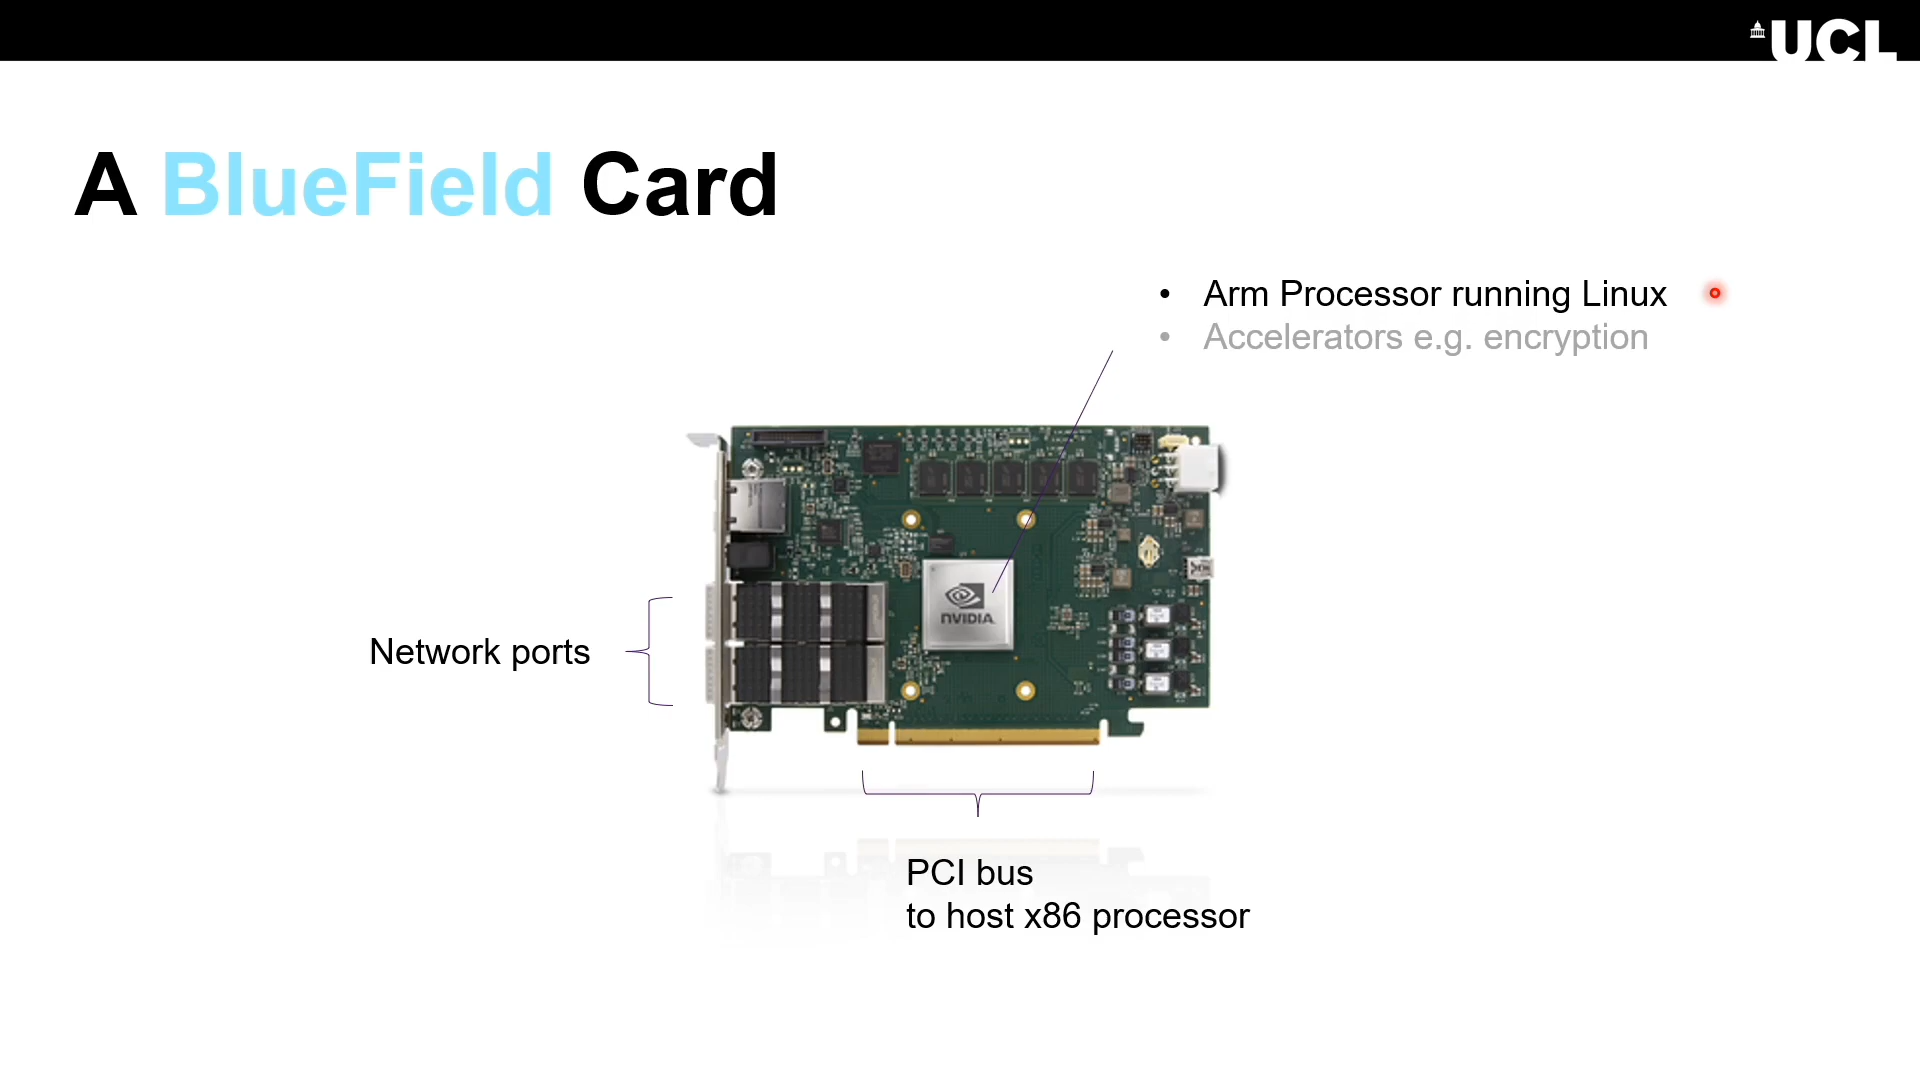 UCL
A BlueField Card
• Arm Processor running Linux
• Accelerators e.g. encryption
NVIDIA
Network ports
PCI bus
to host x86 processor